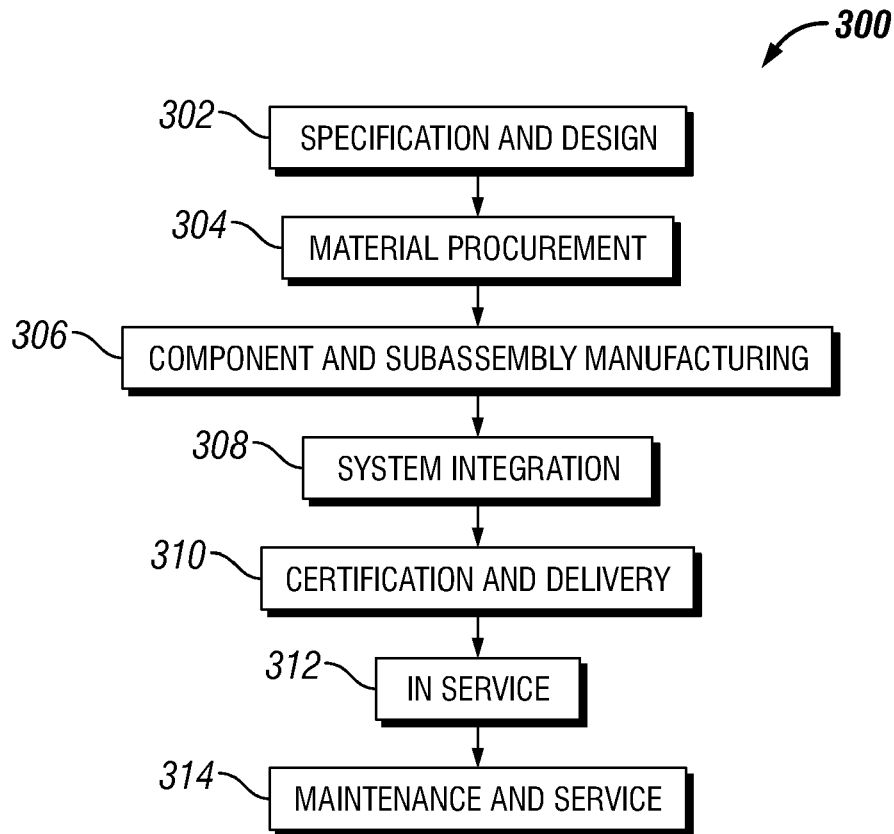 300
302
SPECIFICATION AND DESIGN
304
MATERIAL PROCUREMENT
306
COMPONENT AND SUBASSEMBLY MANUFACTURING
308
SYSTEM INTEGRATION
310
CERTIFICATION AND DELIVERY
312
IN SERVICE
314
MAINTENANCE AND SERVICE